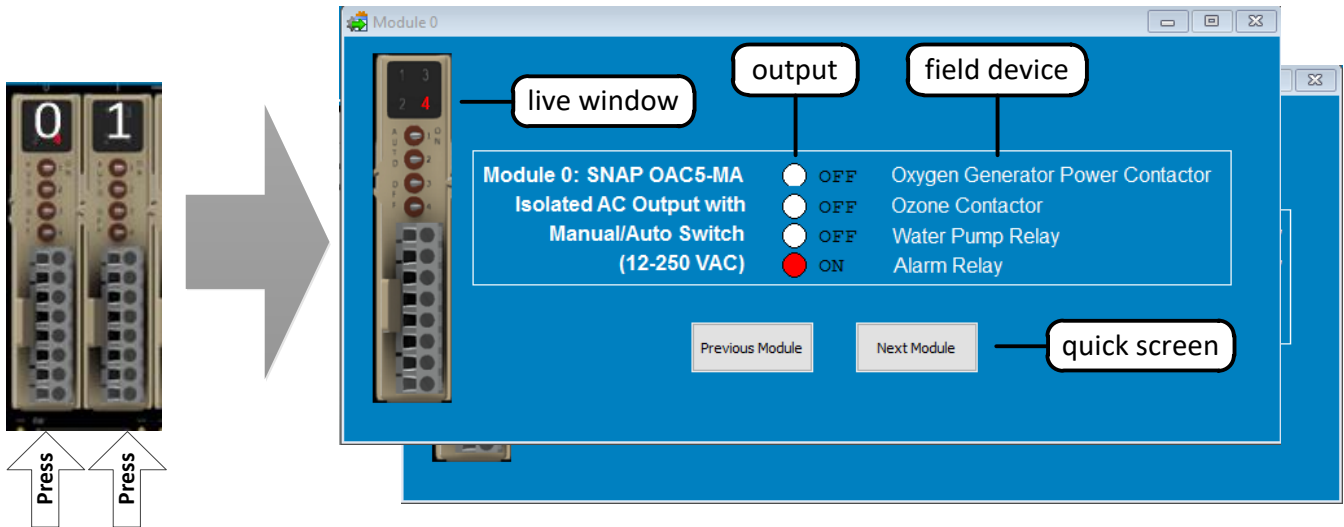 Module 0
output
field device
live window
1 3
2 4
0 1
Module 0: SNAP OAC5-MA
Isolated AC Output with
Manual/Auto Switch
(12-250 VAC)
OFF Oxygen Generator Power Contactor
OFF Ozone Contactor
OFF Water Pump Relay
ON Alarm Relay
Previous Module
Next Module
quick screen
Press
Press